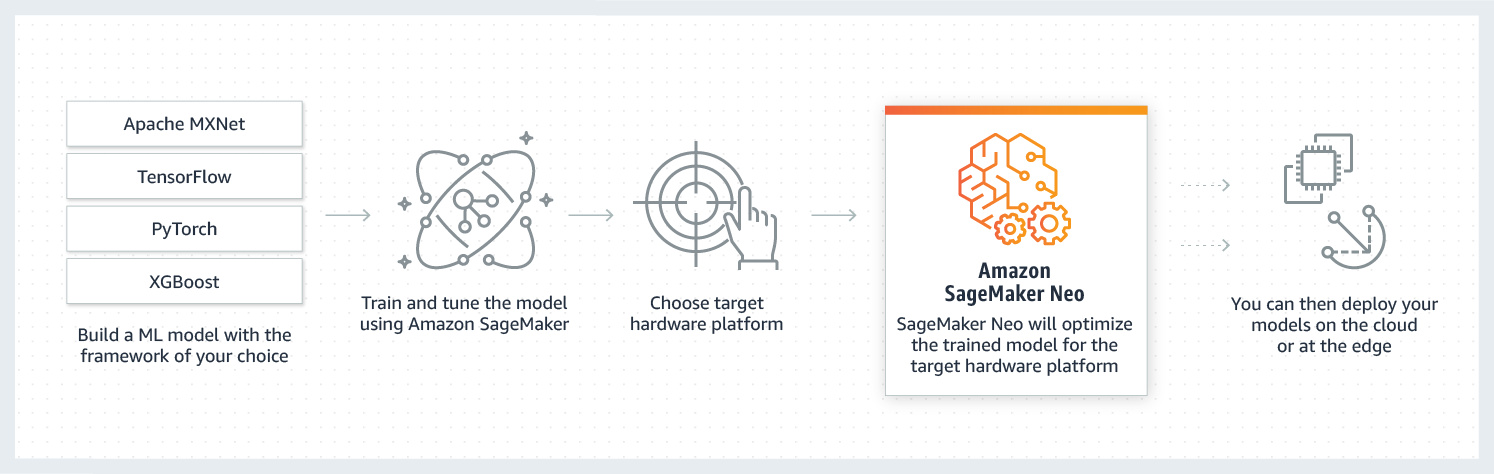 Apache MXNet
TensorFlow
PyTorch
XGBoost
Build a ML model with the
framework of your choice
Train and tune the model
using Amazon SageMaker
Choose target
hardware platform
Amazon
SageMaker Neo
SageMaker Neo will optimize
the trained model for the
target hardware platform
You can then deploy your
models on the cloud
or at the edge